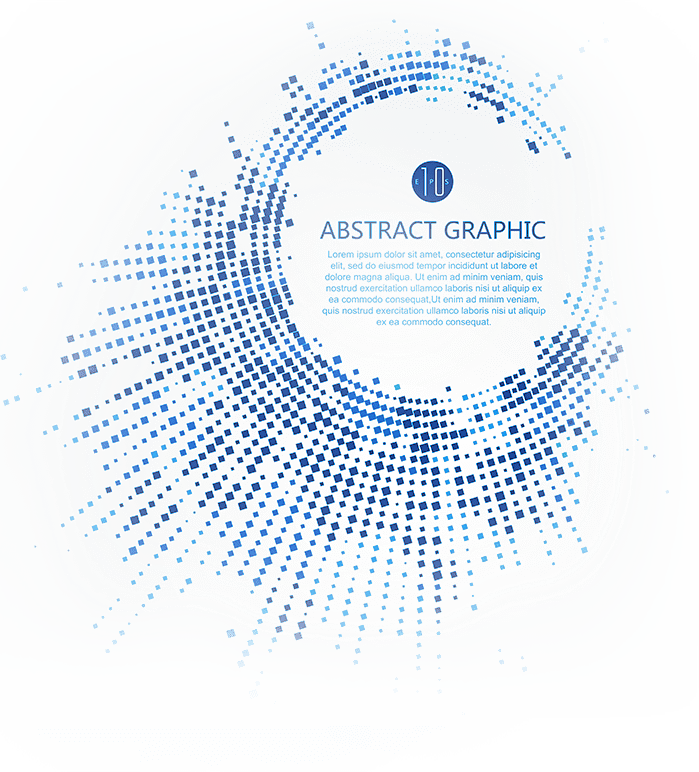 E 10 P S
ABSTRACT GRAPHIC
Lorem ipsum dolor sit amet, consectetur adipisicing
elit, sed do eiusmod tempor incididunt ut labore et
dolore magna aliqua. Ut enim ad minim veniam, quis
nostrud exercitation ullamco laboris nisi ut aliquip ex
ea commodo consequat,Ut enim ad minim veniam,
quis nostrud exercitation ullamco laboris nisi ut aliquip
ex ea commodo consequat.